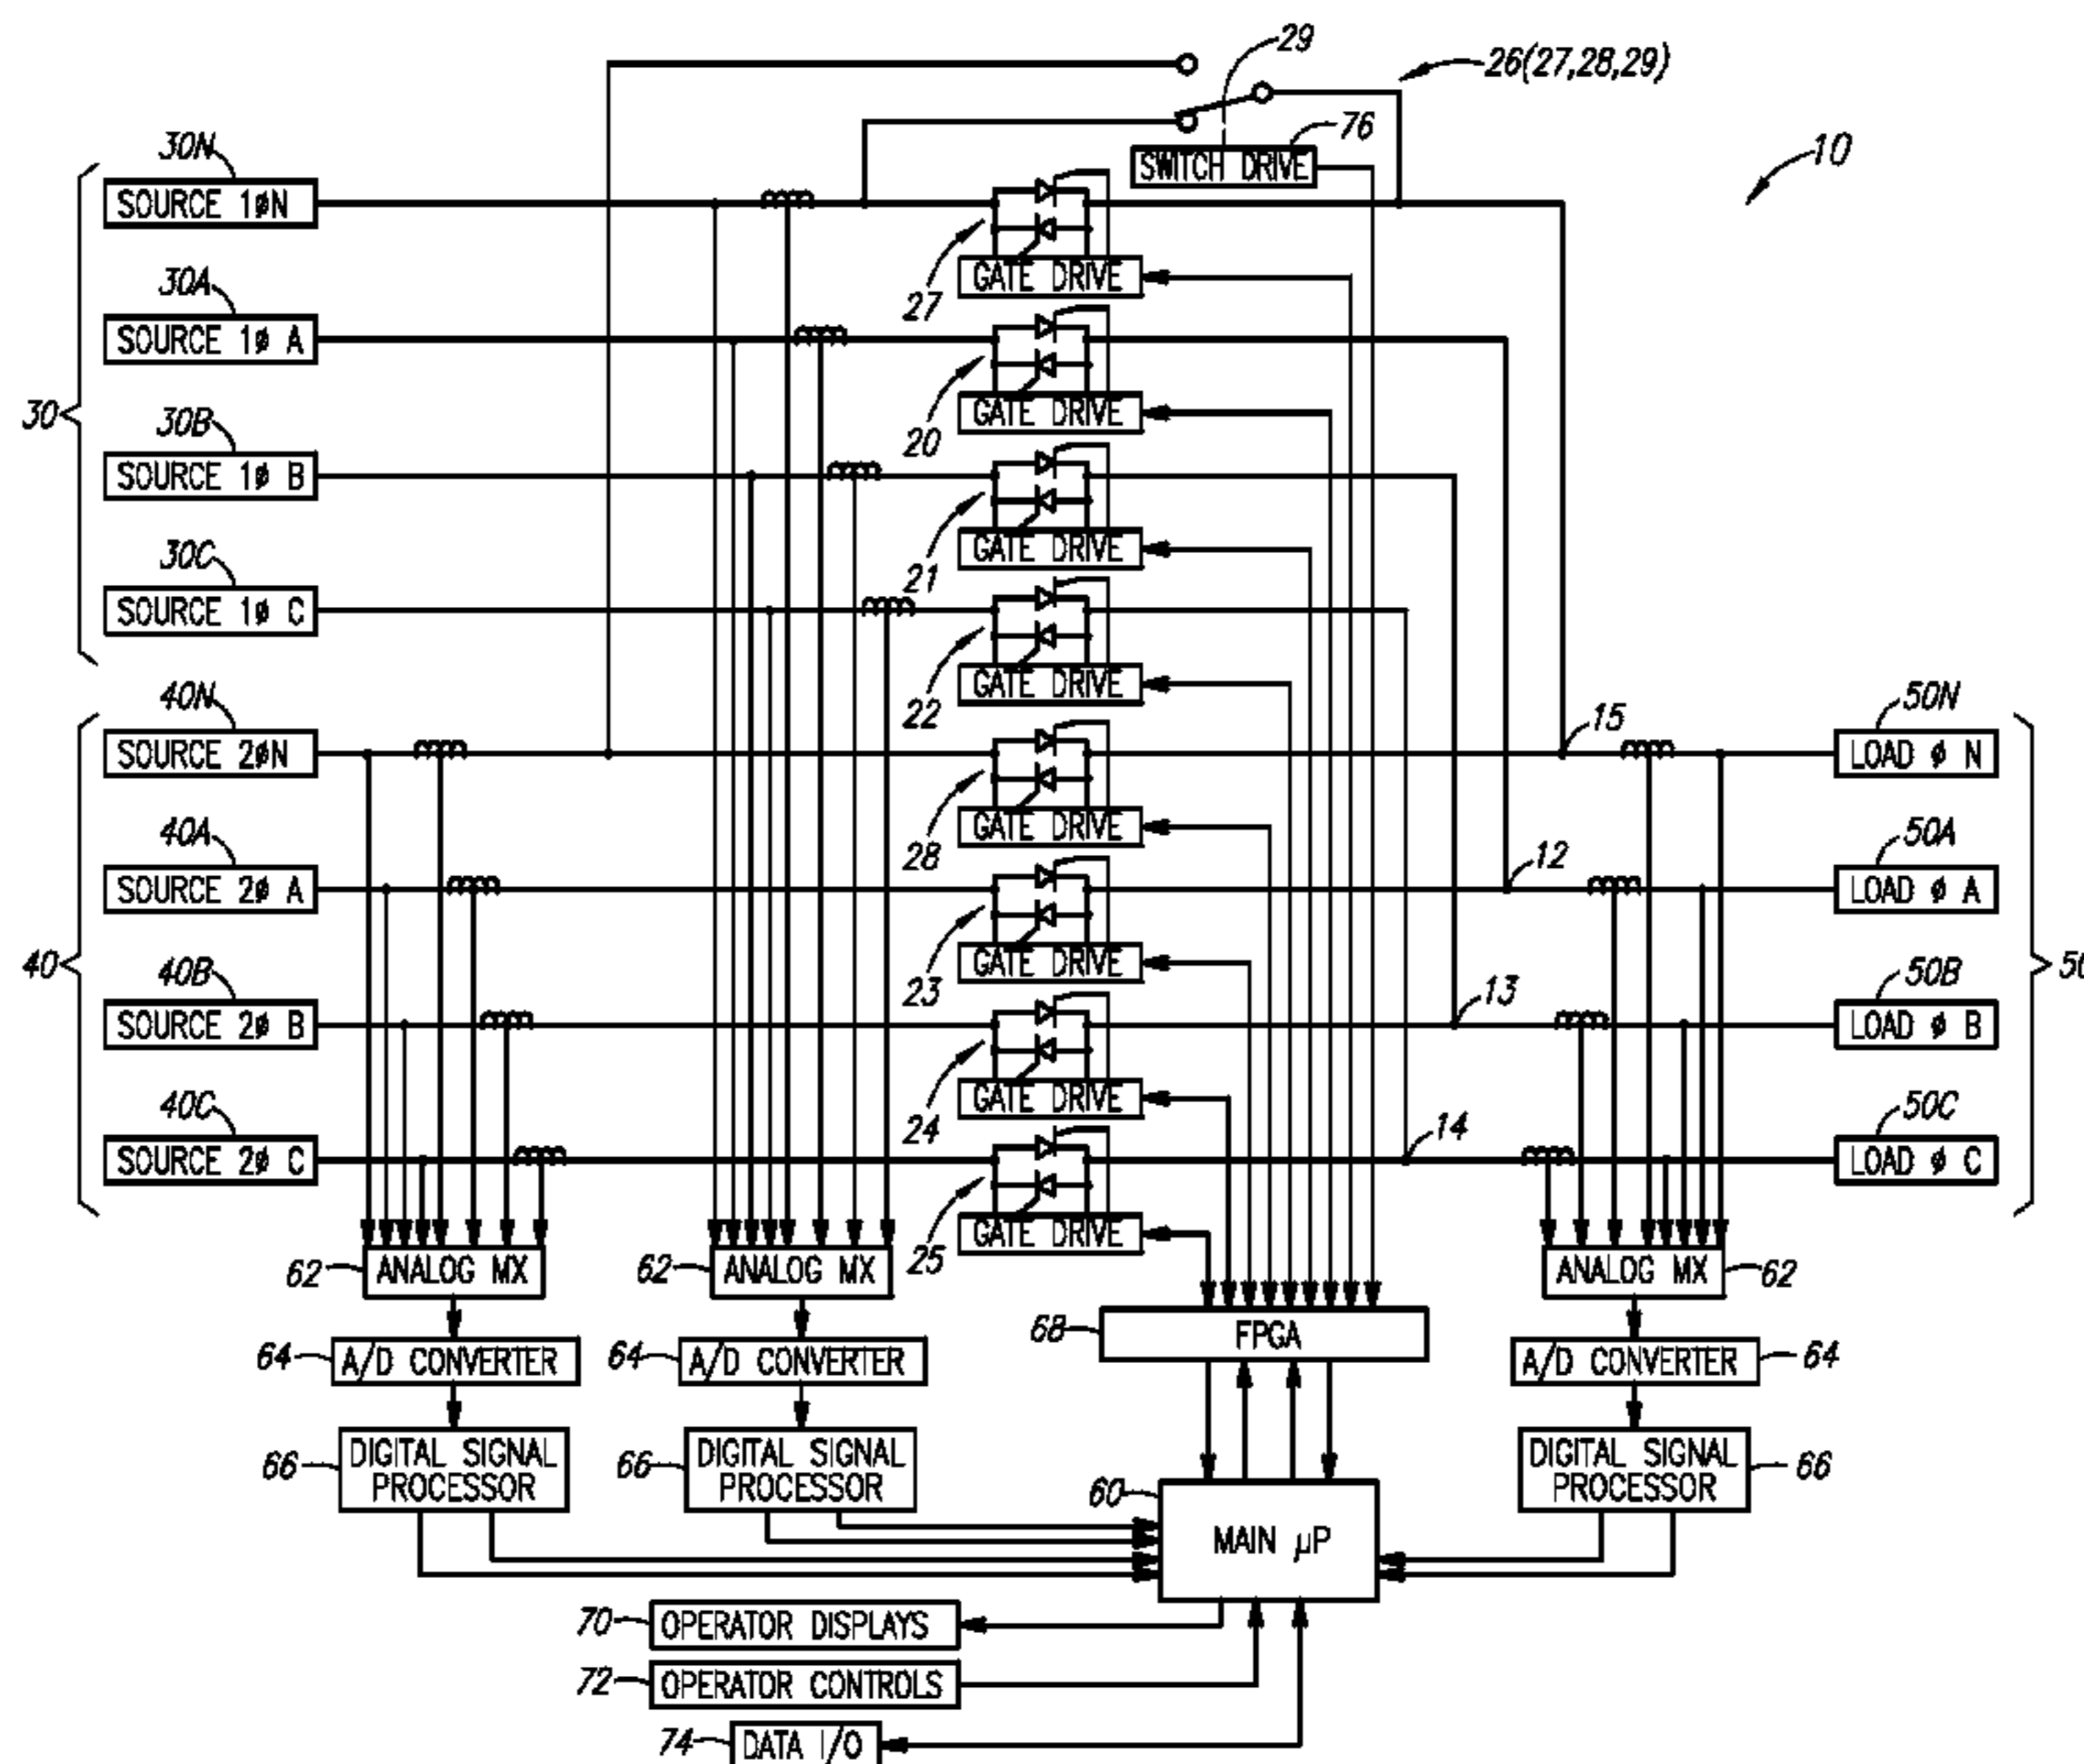 29
26(27,28,29)
76
SWITCH DRIVE
10
30N
SOURCE 1øN
27
GATE DRIVE
30A
SOURCE 1ø A
20
GATE DRIVE
30
30B
SOURCE 1ø B
21
GATE DRIVE
30C
SOURCE 1ø C
22
GATE DRIVE
40N
SOURCE 2øN
28
GATE DRIVE
15
50N
LOAD ø N
40A
SOURCE 2ø A
23
GATE DRIVE
12
50A
LOAD ø A
40
40B
SOURCE 2ø B
24
GATE DRIVE
13
50B
LOAD ø B
40C
SOURCE 2ø C
25
GATE DRIVE
14
50C
LOAD ø C
62
ANALOG MX
62
ANALOG MX
ANALOG MX
62
68
FPGA
64
A/D CONVERTER
64
A/D CONVERTER
A/D CONVERTER
64
66
DIGITAL SIGNAL
PROCESSOR
66
DIGITAL SIGNAL
PROCESSOR
DIGITAL SIGNAL
PROCESSOR
66
60
MAIN µP
70
OPERATOR DISPLAYS
72
OPERATOR CONTROLS
74
DATA I/O